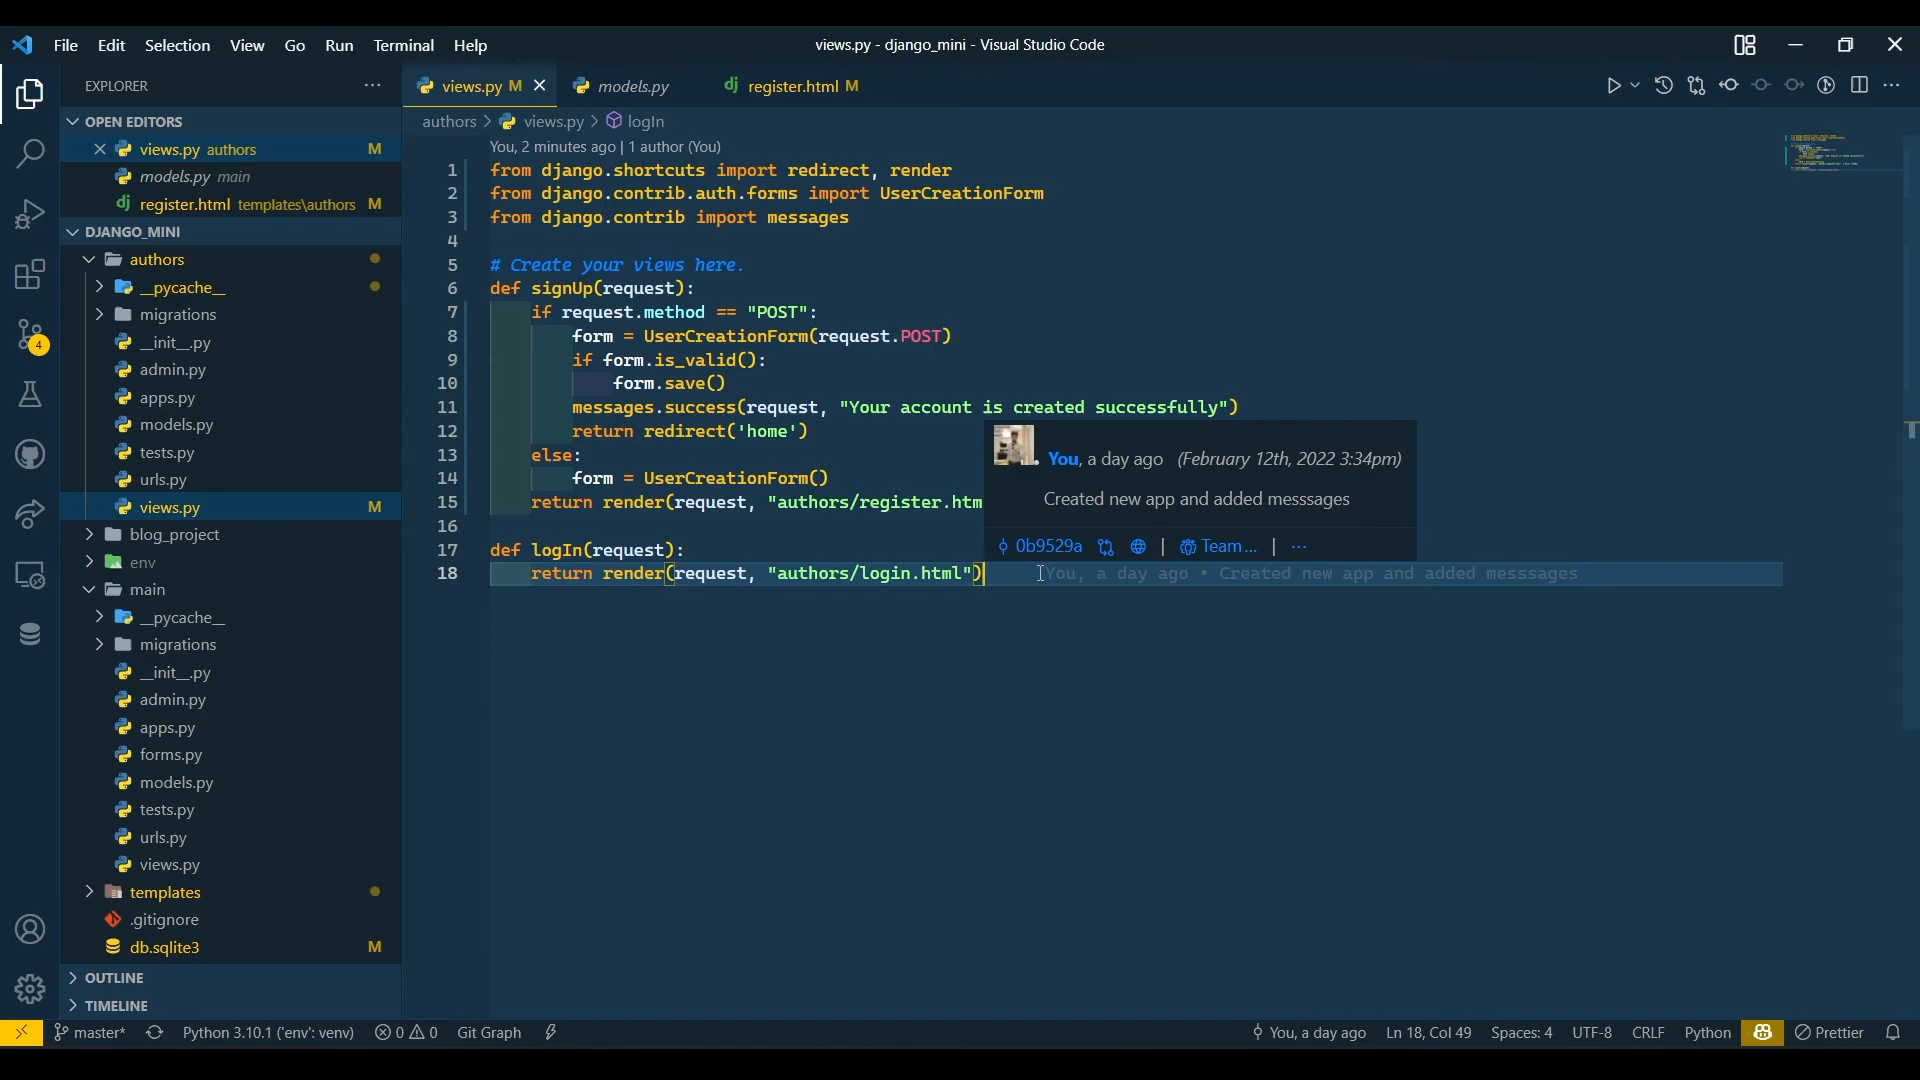 File Edit Selection View Go Run Terminal Help
views.py - django_mini - Visual Studio Code
EXPLORER
OPEN EDITORS
views.py authors M
models.py main
register.html templates\authors M
DJANGO_MINI
authors
__pycache__
migrations
__init__.py
admin.py
apps.py
models.py
tests.py
urls.py
views.py M
blog_project
env
main
__pycache__
migrations
__init__.py
admin.py
apps.py
forms.py
models.py
tests.py
urls.py
views.py
templates
.gitignore
db.sqlite3 M
OUTLINE
TIMELINE
4
views.py M models.py register.html M
authors > views.py > logIn
You, 2 minutes ago | 1 author (You)
1 from django.shortcuts import redirect, render
2 from django.contrib.auth.forms import UserCreationForm
3 from django.contrib import messages
4
5 # Create your views here.
6 def signUp(request):
7 if request.method == "POST":
8 form = UserCreationForm(request.POST)
9 if form.is_valid():
10 form.save()
11 messages.success(request, "Your account is created successfully")
12 return redirect('home')
13 else:
14 form = UserCreationForm()
15 return render(request, "authors/register.htm
16
17 def logIn(request):
18 return render(request, "authors/login.html") You, a day ago • Created new app and added messsages
You, a day ago (February 12th, 2022 3:34pm)
Created new app and added messsages
0b9529a | Team... | ...
master* Python 3.10.1 ('env': venv) 0 0 Git Graph You, a day ago Ln 18, Col 49 Spaces: 4 UTF-8 CRLF Python Prettier